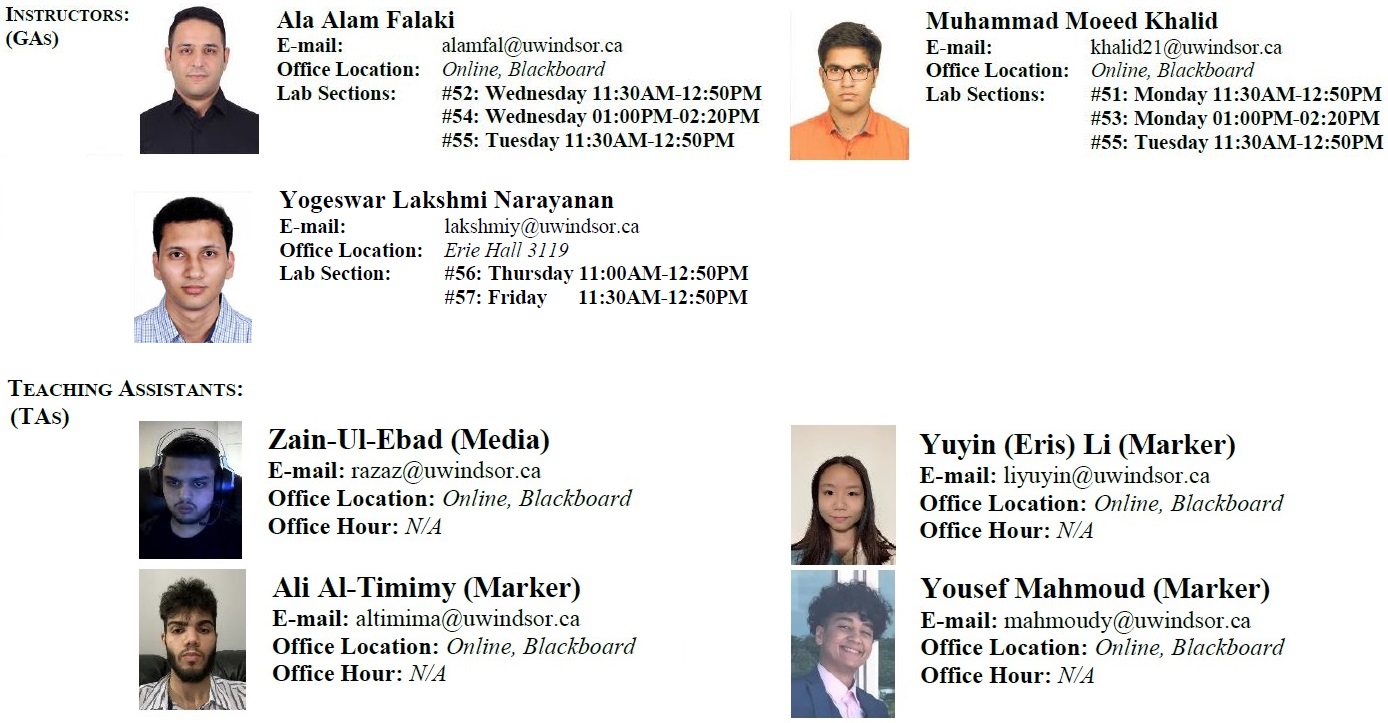 INSTRUCTORS:
(GAS)
Ala Alam Falaki
E-mail: alamfal@uwindsor.ca
Office Location: Online, Blackboard
Lab Sections: #52: Wednesday 11:30AM-12:50PM
#54: Wednesday 01:00PM-02:20PM
#55: Tuesday 11:30AM-12:50PM
Muhammad Moeed Khalid
E-mail: khalid21@uwindsor.ca
Office Location: Online, Blackboard
Lab Sections: #51: Monday 11:30AM-12:50PM
#53: Monday 01:00PM-02:20PM
#55: Tuesday 11:30AM-12:50PM
Yogeswar Lakshmi Narayanan
E-mail: lakshmiy@uwindsor.ca
Office Location: Erie Hall 3119
Lab Section: #56: Thursday 11:00AM-12:50PM
#57: Friday 11:30AM-12:50PM
TEACHING ASSISTANTS:
(TAS)
Zain-Ul-Ebad (Media)
E-mail: razaz@uwindsor.ca
Office Location: Online, Blackboard
Office Hour: N/A
Yuyin (Eris) Li (Marker)
E-mail: liyuyin@uwindsor.ca
Office Location: Online, Blackboard
Office Hour: N/A
Ali Al-Timimy (Marker)
E-mail: altimima@uwindsor.ca
Office Location: Online, Blackboard
Office Hour: N/A
Yousef Mahmoud (Marker)
E-mail: mahmoudy@uwindsor.ca
Office Location: Online, Blackboard
Office Hour: N/A